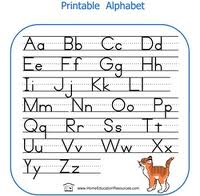 Printable Alphabet
Aa Bb Cc Dd
Ee Ff Gg Hh
Ii Jj Kk Ll
Mm Nn Oo Pp
Qq Rr Ss Tt
Uu Vv Ww Xx
Yy Zz
www.HomeEducationResources.com